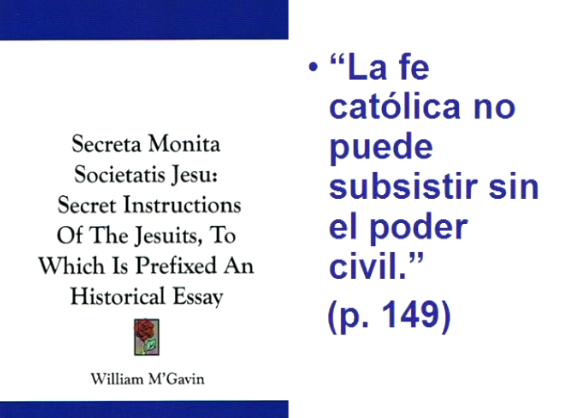 Secreta Monita
Societatis Jesu:
Secret Instructions
Of The Jesuits, To
Which Is Prefixed An
Historical Essay
William M'Gavin
• “La fe
católica no
puede
subsistir sin
el poder
civil.”
(p. 149)